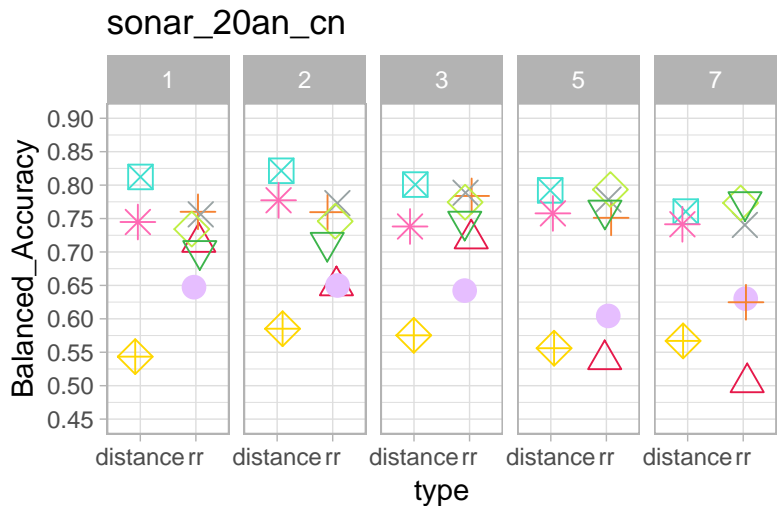 sonar_20an_cn
1 2 3 5 7
Balanced_Accuracy
0.90
0.85
0.80
0.75
0.70
0.65
0.60
0.55
0.50
0.45
distance rr distance rr distance rr distance rr distance rr
type